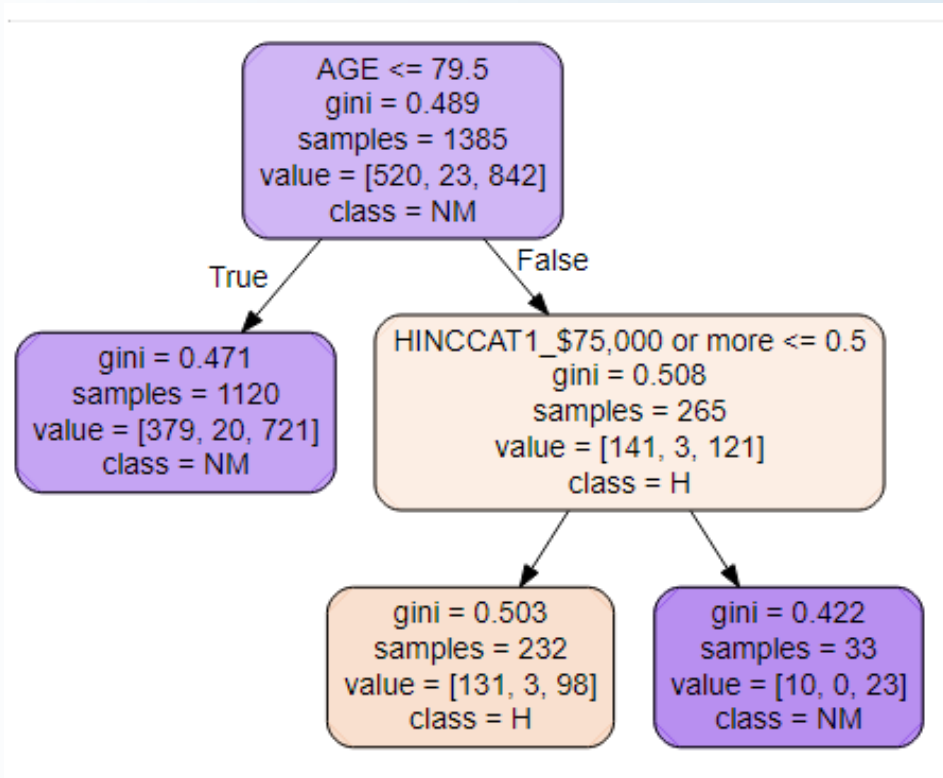 AGE <= 79.5
gini = 0.489
samples = 1385
value = [520, 23, 842]
class = NM
True
False
gini = 0.471
samples = 1120
value = [379, 20, 721]
class = NM
HINCCAT1_$75,000 or more <= 0.5
gini = 0.508
samples = 265
value = [141, 3, 121]
class = H
gini = 0.503
samples = 232
value = [131, 3, 98]
class = H
gini = 0.422
samples = 33
value = [10, 0, 23]
class = NM